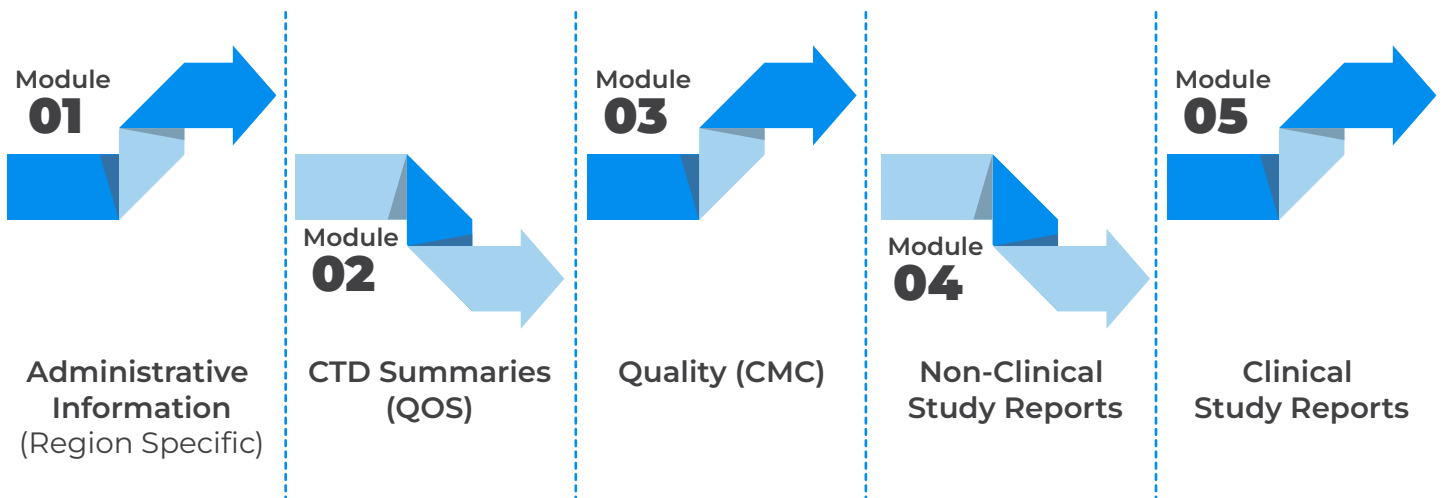 Module
01
Module
02
Module
03
Module
04
Module
05
Administrative
Information
(Region Specific)
CTD Summaries
(QOS)
Quality (CMC)
Non-Clinical
Study Reports
Clinical
Study Reports